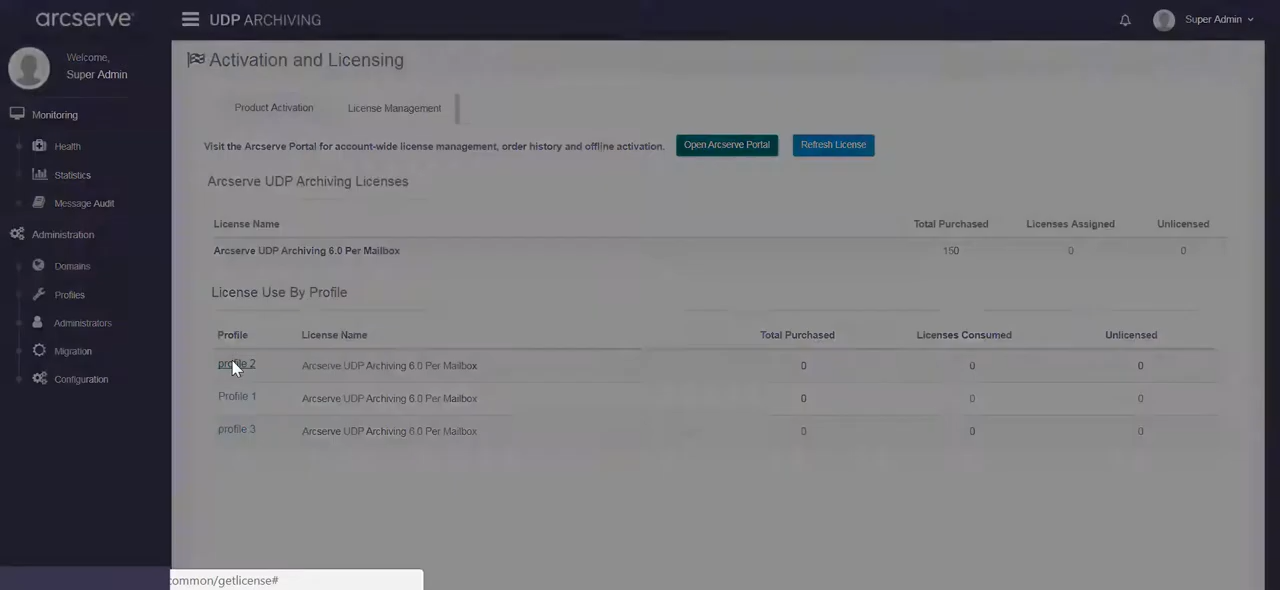 arcserve UDP ARCHIVING Super Admin
Welcome,
Super Admin
Activation and Licensing
Product Activation License Management
Monitoring
Visit the Arcserve Portal for account-wide license management, order history and offline activation. Open Arcserve Portal Refresh License
Health
Statistics
Message Audit
Administration
Domains
Profiles
Administrators
Migration
Configuration
Arcserve UDP Archiving Licenses
License Name Total Purchased Licenses Assigned Unlicensed
Arcserve UDP Archiving 6.0 Per Mailbox 150 0 0
License Use By Profile
Profile License Name Total Purchased Licenses Consumed Unlicensed
profile 2 Arcserve UDP Archiving 6.0 Per Mailbox 0 0 0
Profile 1 Arcserve UDP Archiving 6.0 Per Mailbox 0 0 0
profile 3 Arcserve UDP Archiving 6.0 Per Mailbox 0 0 0
common/getlicense#